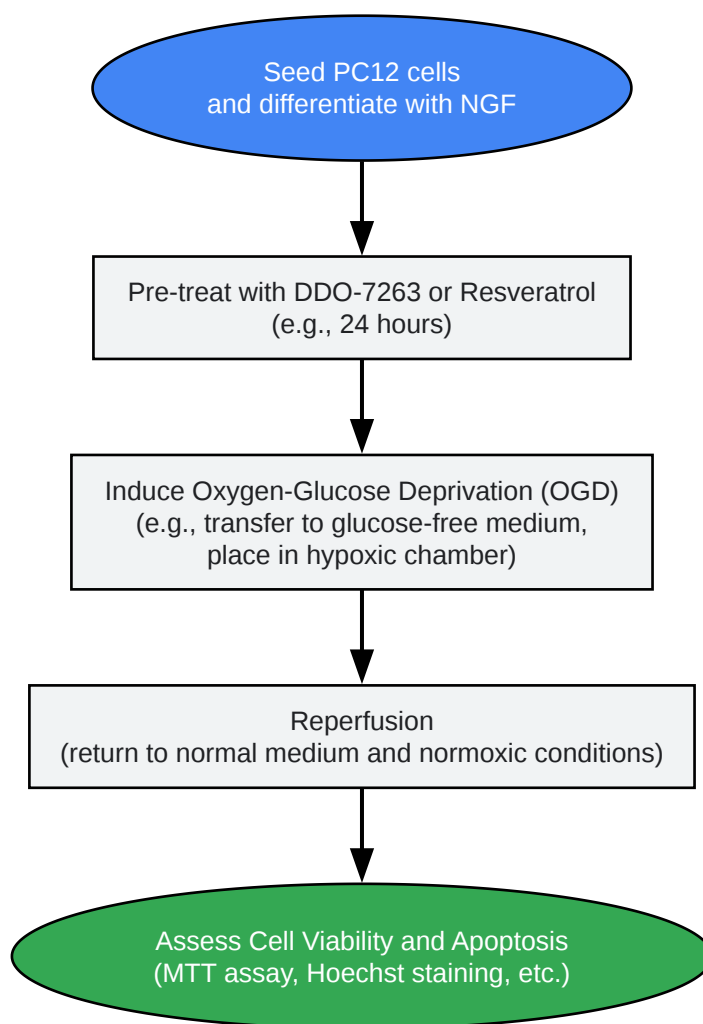 Seed PC12 cells
and differentiate with NGF
Pre-treat with DDO-7263 or Resveratrol
(e.g., 24 hours)
Induce Oxygen-Glucose Deprivation (OGD)
(e.g., transfer to glucose-free medium,
place in hypoxic chamber)
Reperfusion
(return to normal medium and normoxic conditions)
Assess Cell Viability and Apoptosis
(MTT assay, Hoechst staining, etc.)